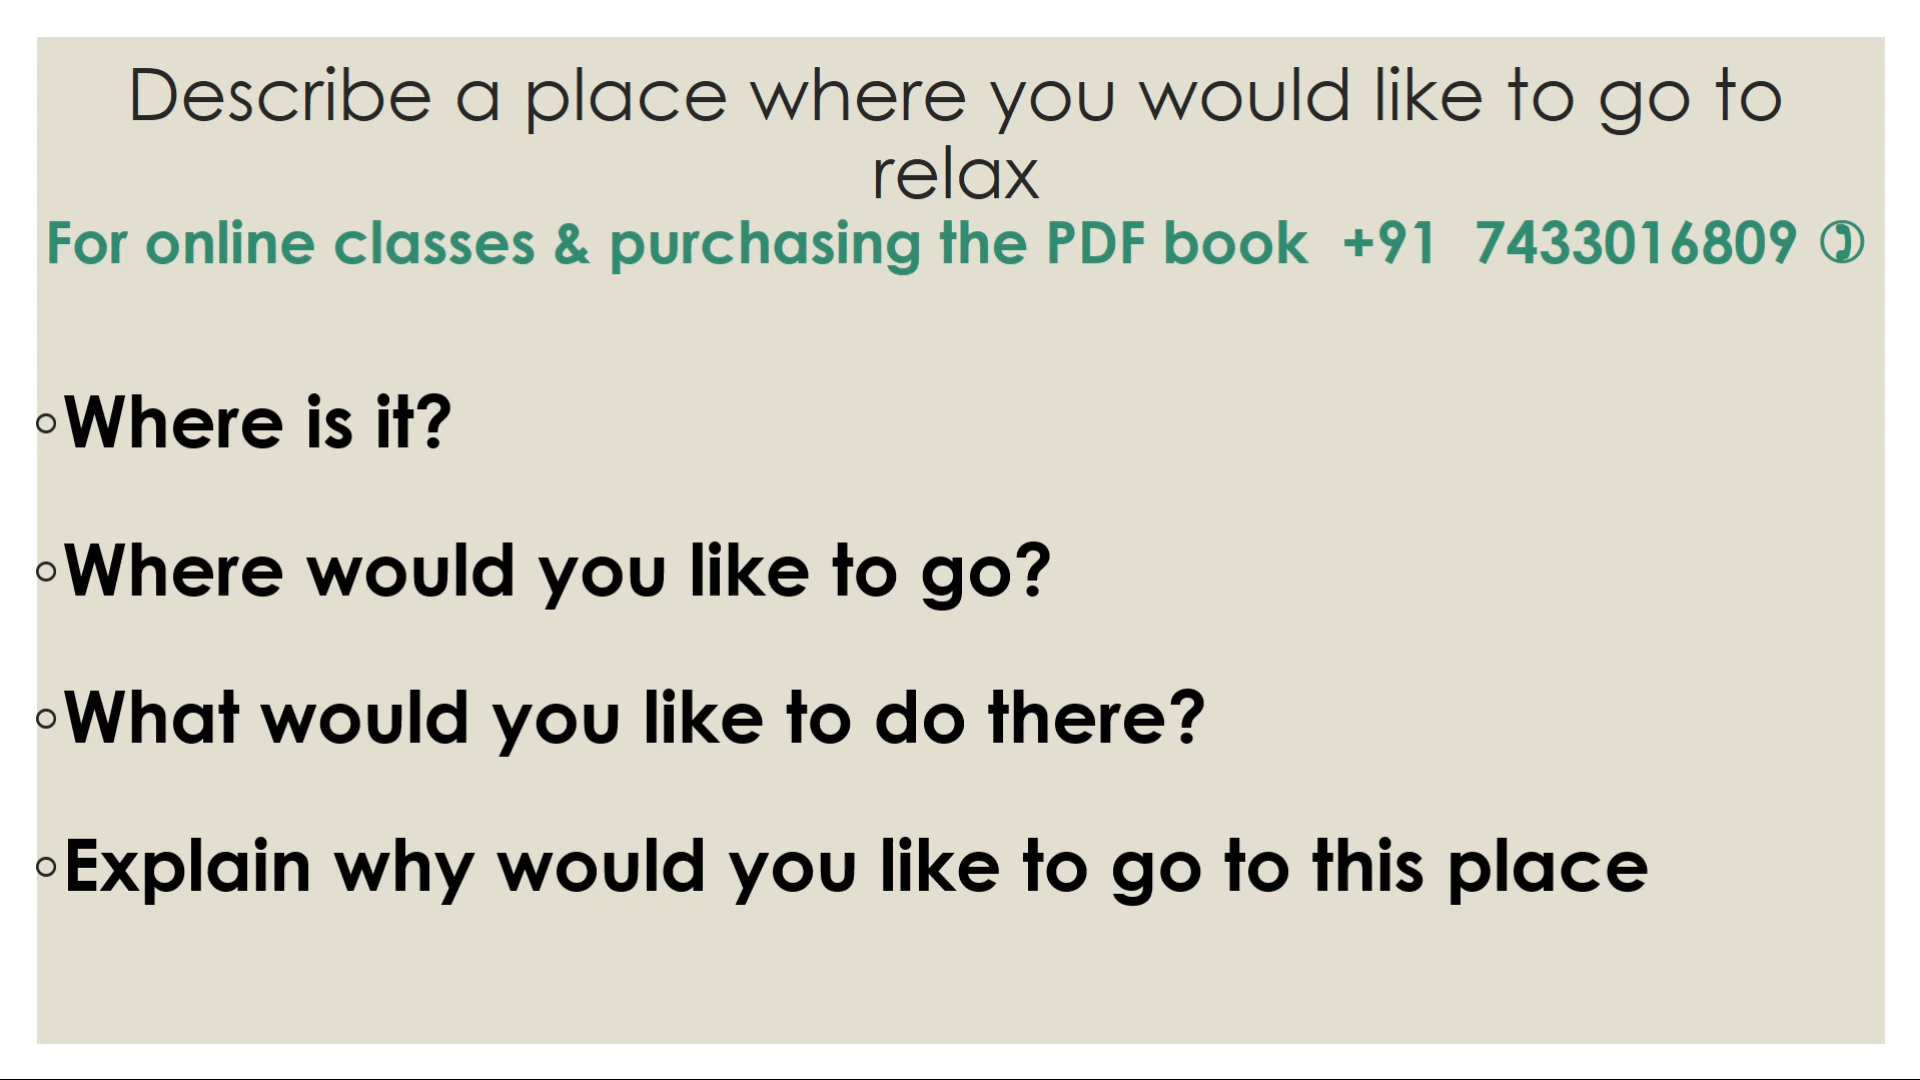 Describe a place where you would like to go to
relax
For online classes & purchasing the PDF book +91 7433016809 ✆
◦Where is it?
◦Where would you like to go?
◦What would you like to do there?
◦Explain why would you like to go to this place